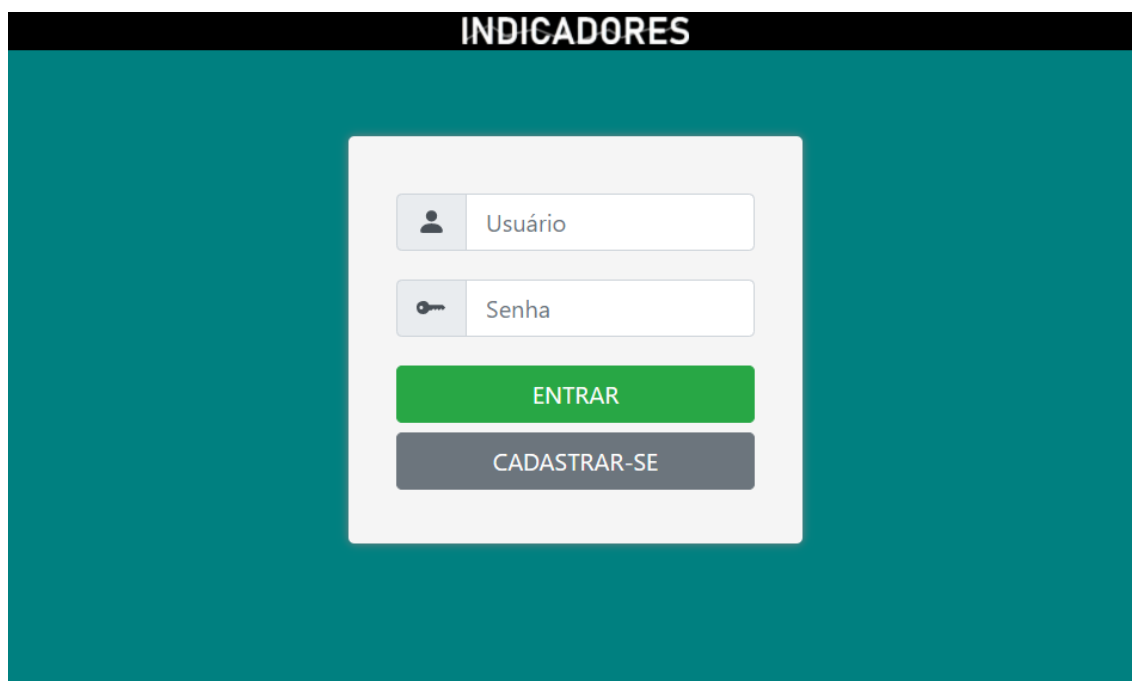 INDICADORES
Usuário
Senha
ENTRAR
CADASTRAR-SE